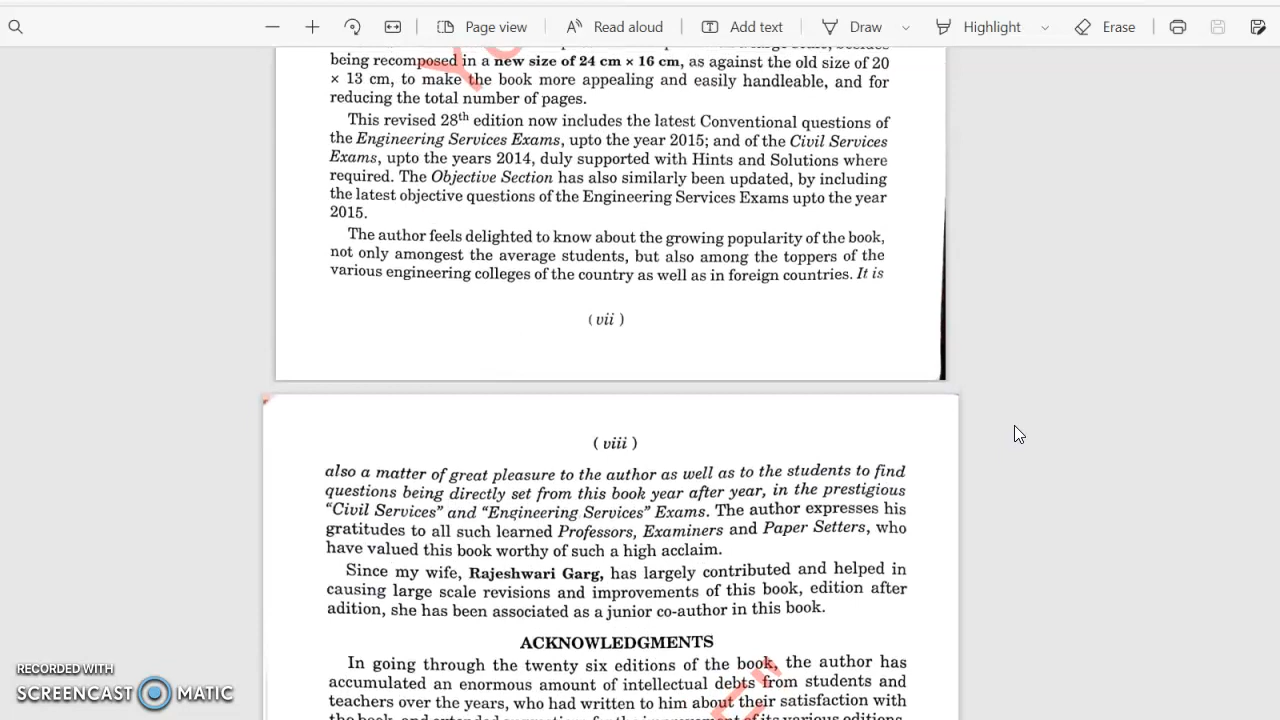 Page view
Read aloud
Add text
Draw
Highlight
Erase
being recomposed in a new size of 24 cm × 16 cm, as against the old size of 20
× 13 cm, to make the book more appealing and easily handleable, and for
reducing the total number of pages.
This revised 28th edition now includes the latest Conventional questions of
the Engineering Services Exams, upto the year 2015; and of the Civil Services
Exams, upto the years 2014, duly supported with Hints and Solutions where
required. The Objective Section has also similarly been updated, by including
the latest objective questions of the Engineering Services Exams upto the year
2015.
The author feels delighted to know about the growing popularity of the book,
not only amongest the average students, but also among the toppers of the
various engineering colleges of the country as well as in foreign countries. It is
( vii )
( viii )
also a matter of great pleasure to the author as well as to the students to find
questions being directly set from this book year after year, in the prestigious
“Civil Services” and “Engineering Services” Exams. The author expresses his
gratitudes to all such learned Professors, Examiners and Paper Setters, who
have valued this book worthy of such a high acclaim.
Since my wife, Rajeshwari Garg, has largely contributed and helped in
causing large scale revisions and improvements of this book, edition after
adition, she has been associated as a junior co-author in this book.
ACKNOWLEDGMENTS
In going through the twenty six editions of the book, the author has
accumulated an enormous amount of intellectual debts from students and
teachers over the years, who had written to him about their satisfaction with
RECORDED WITH
SCREENCAST MATIC